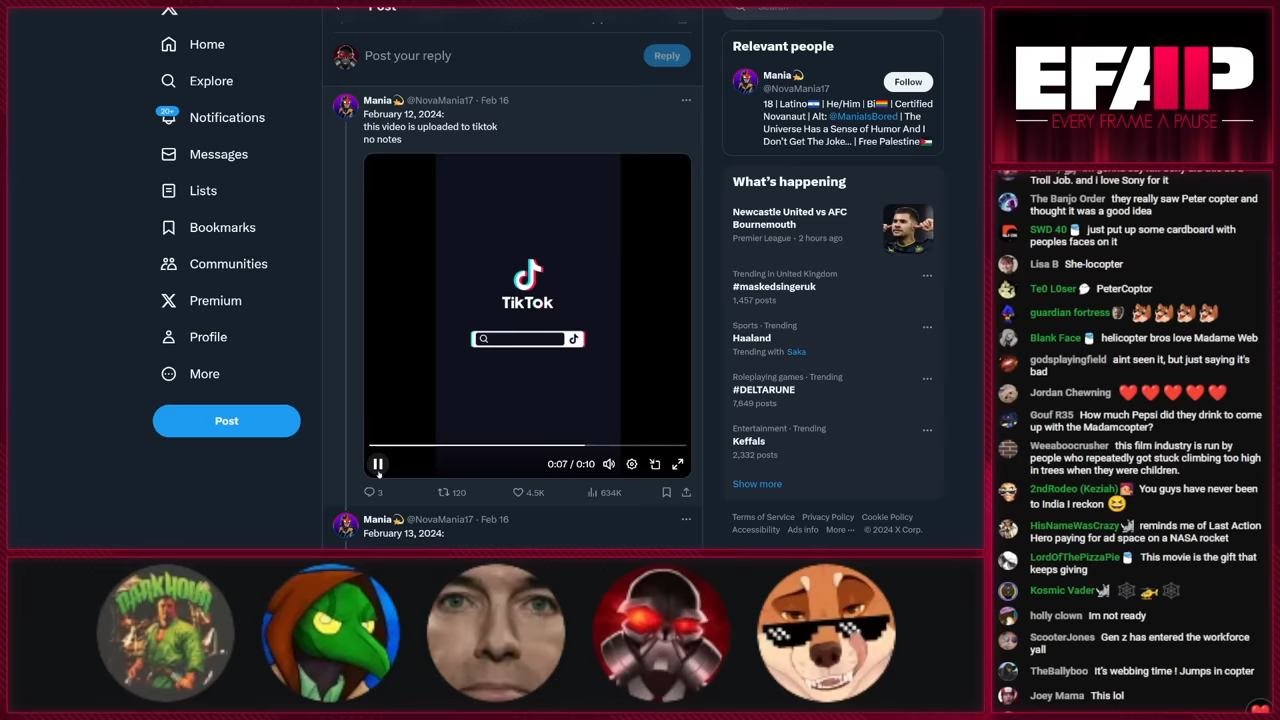 Home
Explore
20+
Notifications
Messages
Lists
Bookmarks
Communities
Premium
Profile
More
Post
Post
Post your reply
Reply
Mania @NovaMania17 · Feb 16
February 12, 2024:
this video is uploaded to tiktok
no notes
TikTok
0:07 / 0:10
3
120
4.5K
634K
Mania @NovaMania17 · Feb 16
February 13, 2024:
Search
Relevant people
Mania
@NovaMania17
Follow
18 | Latino | He/Him | Bi | Certified
Novanaut | Alt: @ManiaIsBored | The
Universe Has a Sense of Humor And I
Don't Get The Joke... | Free Palestine
What's happening
Newcastle United vs AFC
Bournemouth
Premier League · 2 hours ago
Trending in United Kingdom
#maskedsingeruk
1,457 posts
Sports · Trending
Haaland
Trending with Saka
Roleplaying games · Trending
#DELTARUNE
7,649 posts
Entertainment · Trending
Keffals
2,332 posts
Show more
Terms of Service Privacy Policy Cookie Policy
Accessibility Ads info More ··· © 2024 X Corp.
EFAP
EVERY FRAME A PAUSE
Troll Job. and i love Sony for it
The Banjo Order they really saw Peter copter and
thought it was a good idea
SWD 40 just put up some cardboard with
peoples faces on it
Lisa B She-locopter
Te0 L0ser PeterCoptor
guardian fortress
Blank Face helicopter bros love Madame Web
godsplayingfield aint seen it, but just saying it's
bad
Jordan Chewning
Gouf R35 How much Pepsi did they drink to come
up with the Madamcopter?
Weeaboocrusher this film industry is run by
people who repeatedly got stuck climbing too high
in trees when they were children.
2ndRodeo (Keziah) You guys have never been
to India I reckon
HisNameWasCrazy reminds me of Last Action
Hero paying for ad space on a NASA rocket
LordOfThePizzaPie This movie is the gift that
keeps giving
Kosmic Vader
holly clown Im not ready
ScooterJones Gen z has entered the workforce
yall
TheBallyboo It's webbing time ! Jumps in copter
Joey Mama This lol
DARKHOUR